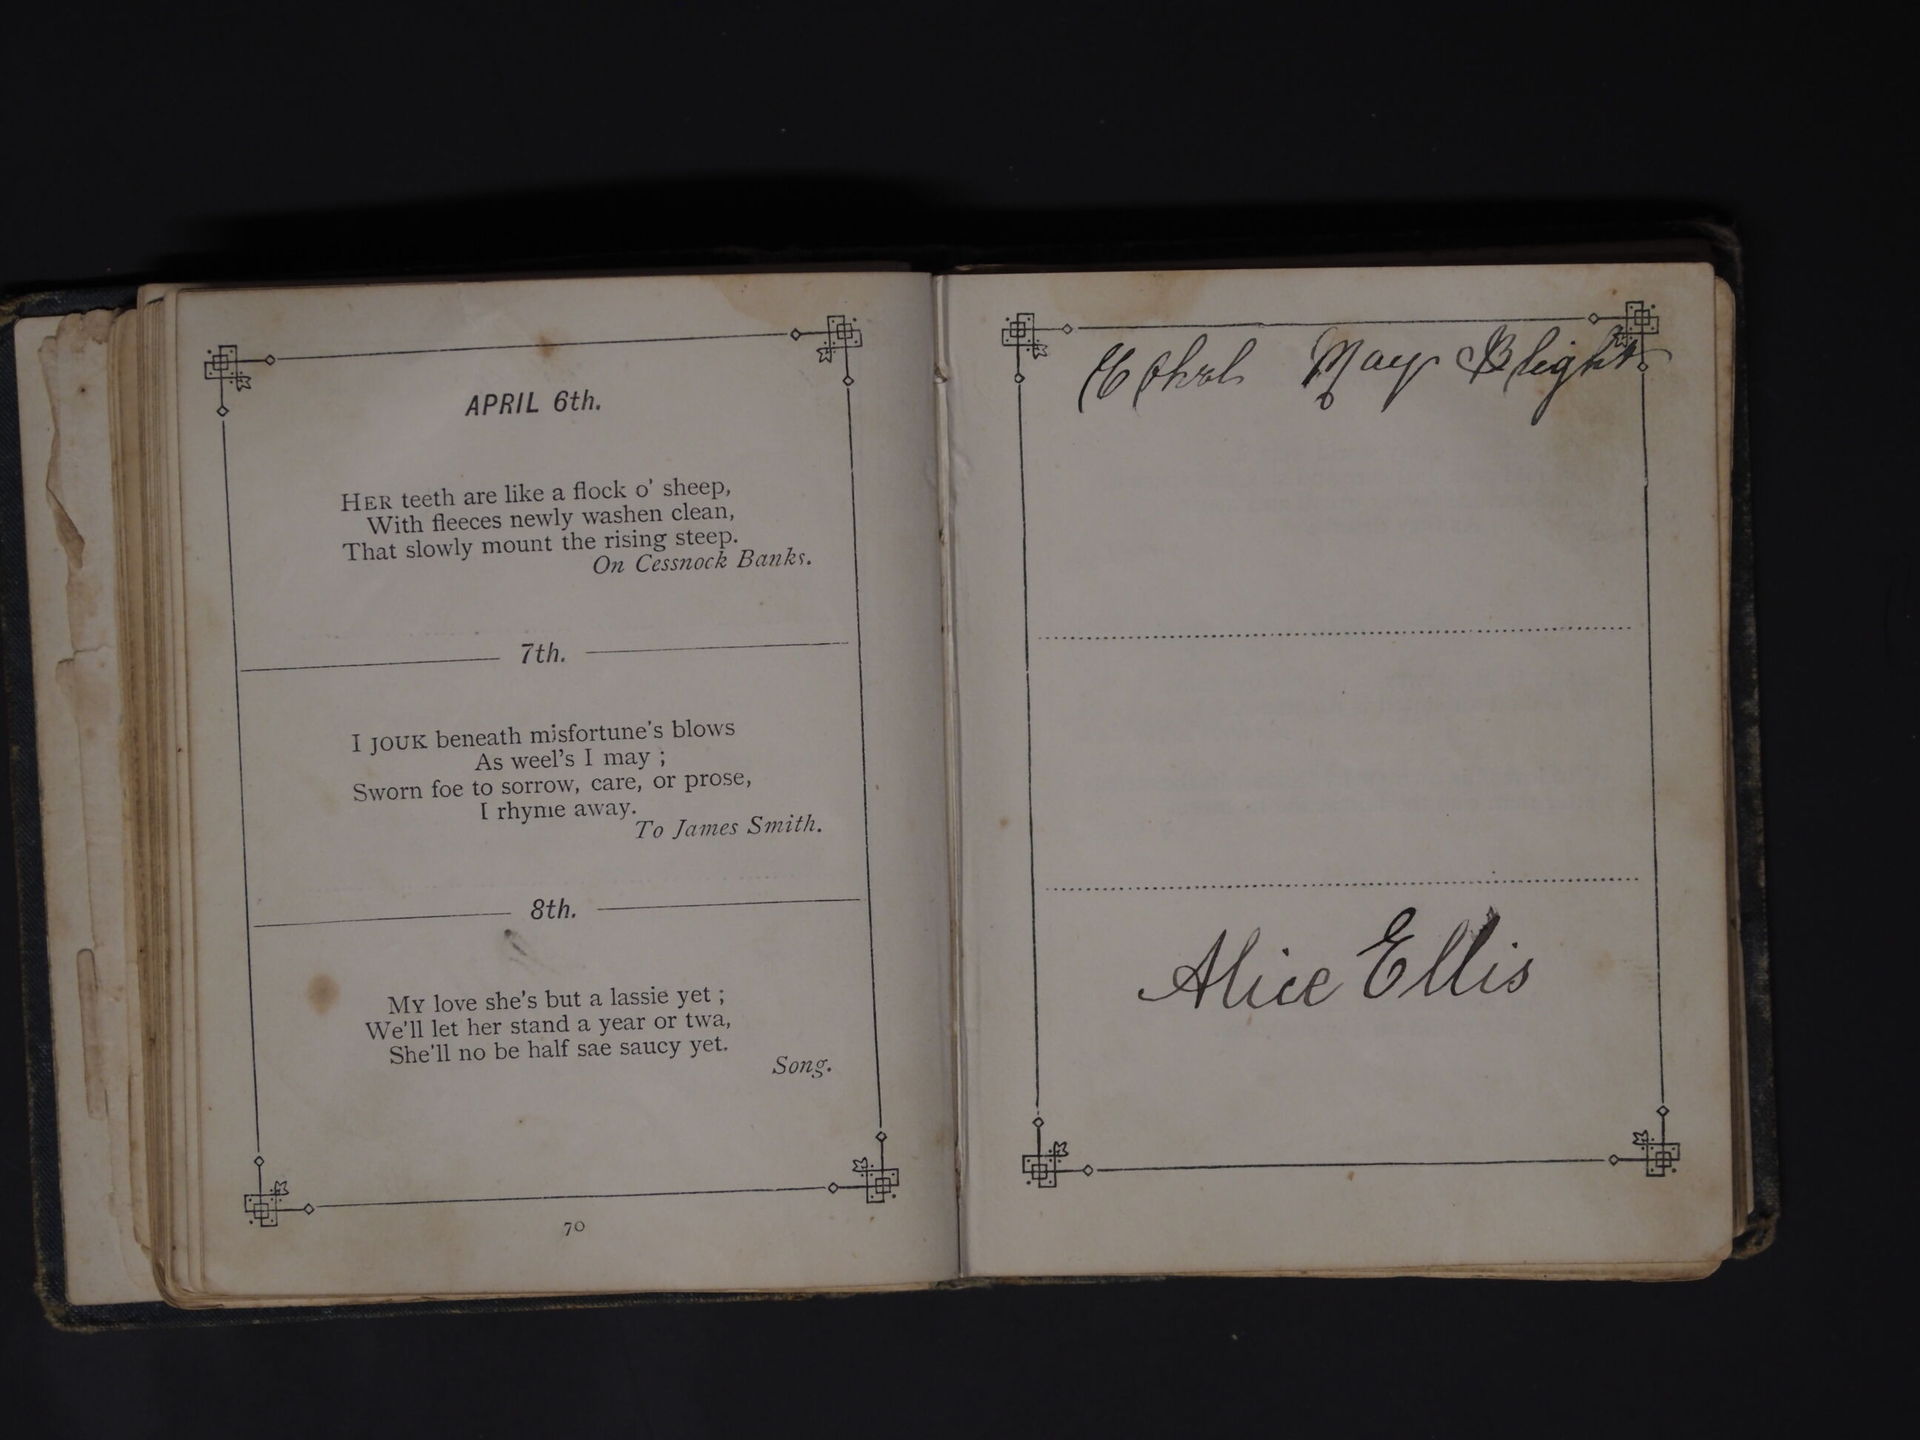 APRIL 6th.
HER teeth are like a flock o' sheep,
With fleeces newly washen clean,
That slowly mount the rising steep.
On Cessnock Banks.
7th.
I JOUK beneath misfortune's blows
As weel's I may ;
Sworn foe to sorrow, care, or prose,
I rhyme away.
To James Smith.
8th.
MY love she's but a lassie yet ;
We'll let her stand a year or twa,
She'll no be half sae saucy yet.
Song.
70
May Blight
Alice Ellis